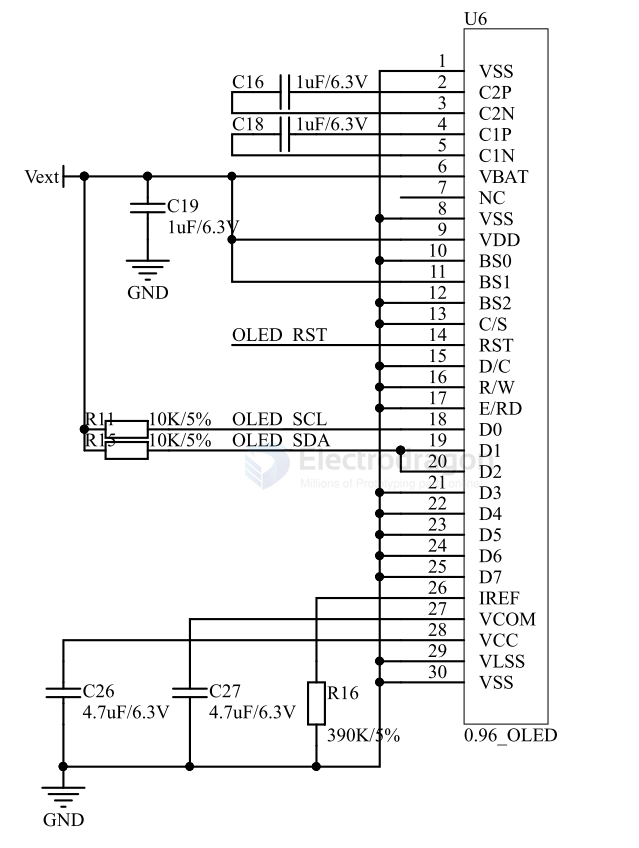 U6
1 VSS
C16 1uF/6.3V 2 C2P
3 C2N
C18 1uF/6.3V 4 C1P
5 C1N
Vext 6 VBAT
7 NC
C19 8 VSS
1uF/6.3V 9 VDD
10 BS0
11 BS1
GND 12 BS2
13 C/S
OLED_RST 14 RST
15 D/C
16 R/W
17 E/RD
R11 10K/5% OLED_SCL 18 D0
R15 10K/5% OLED_SDA 19 D1
Electrodragon 20 D2
Millions of Prototyping
21 D3
22 D4
23 D5
24 D6
25 D7
26 IREF
27 VCOM
28 VCC
29 VLSS
30 VSS
C26 C27 R16
4.7uF/6.3V 4.7uF/6.3V
390K/5% 0.96_OLED
GND